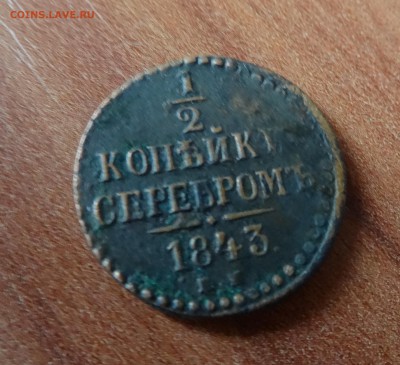 COINS.LAVE.RU
1/2
КОПѢЙКИ
СЕРЕБРОМЪ
1843.